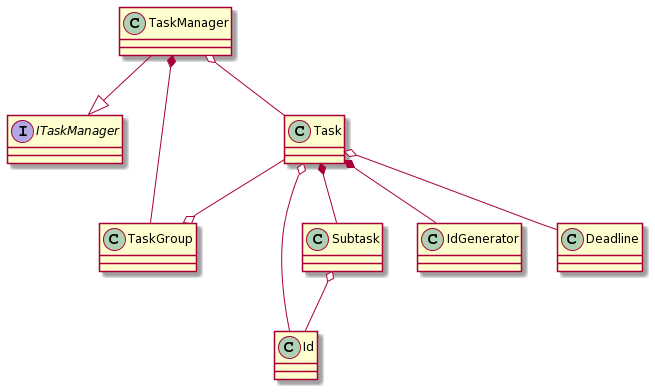 C TaskManager
I ITaskManager
C Task
C TaskGroup
C Subtask
C IdGenerator
C Deadline
C Id